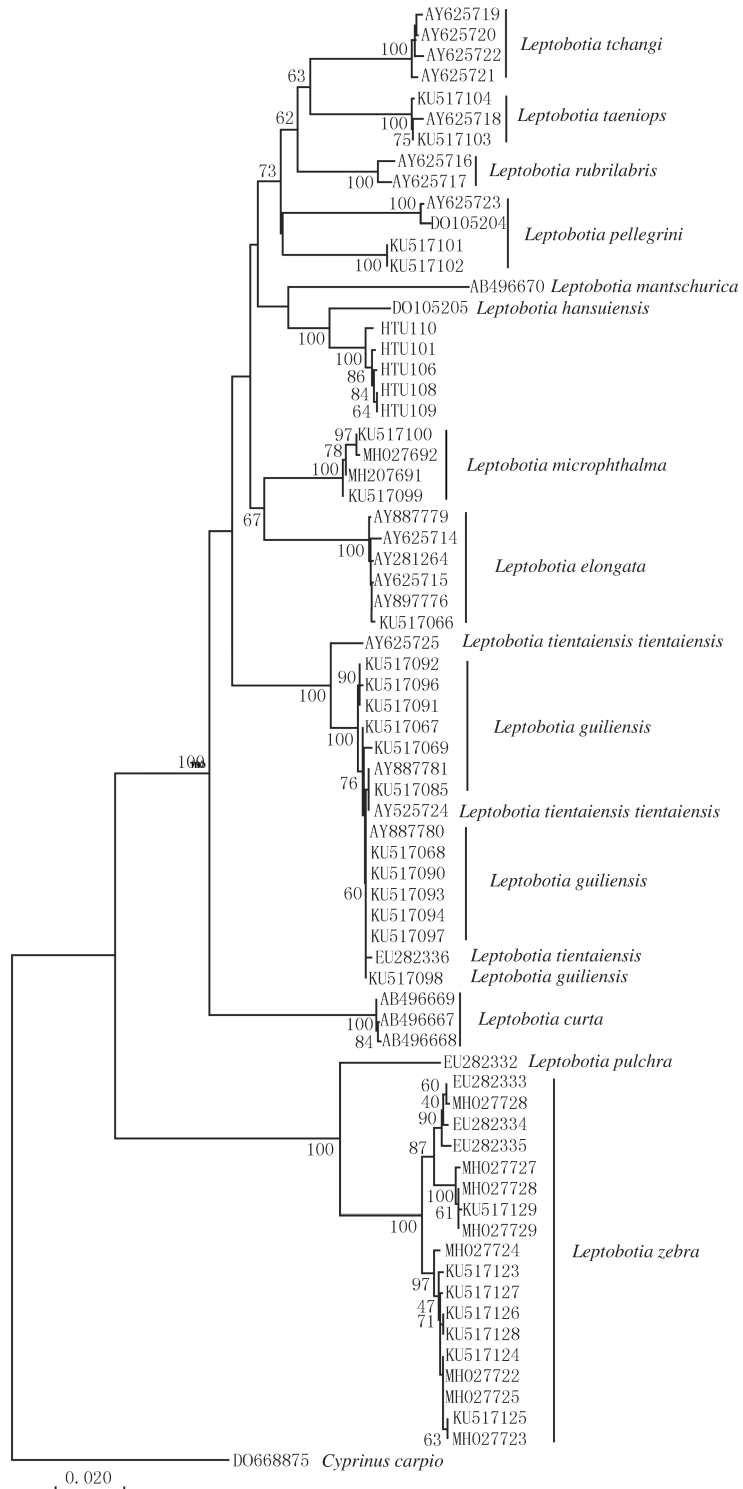 AY625719
AY625720
100
AY625722
Leptobotia tchangi
63
AY625721
KU517104
62
100
AY625718
Leptobotia taeniops
75
KU517103
AY625716
73
100
AY625717
Leptobotia rubrilabris
100
AY625723
DO105204
Leptobotia pellegrini
KU517101
100
KU517102
AB496670 Leptobotia mantschurica
DO105205 Leptobotia hansuiensis
100
HTU110
100
HTU101
86
HTU106
84
HTU108
64
HTU109
97
KU517100
78
MH027692
100
MH207691
Leptobotia microphthalma
KU517099
67
AY887779
100
AY625714
AY281264
Leptobotia elongata
AY625715
AY897776
KU517066
AY625725 Leptobotia tientaiensis tientaiensis
100
KU517092
90
KU517096
KU517091
100
KU517067
Leptobotia guiliensis
KU517069
76
AY887781
KU517085
AY525724 Leptobotia tientaiensis tientaiensis
AY887780
KU517068
KU517090
Leptobotia guiliensis
60
KU517093
KU517094
KU517097
EU282336 Leptobotia tientaiensis
KU517098 Leptobotia guiliensis
100
AB496669
100
AB496667
Leptobotia curta
84
AB496668
EU282332 Leptobotia pulchra
100
60
EU282333
40
MH027728
90
EU282334
87
EU282335
MH027727
100
MH027728
61
KU517129
100
MH027729
MH027724
Leptobotia zebra
97
KU517123
KU517127
47
KU517126
71
KU517128
KU517124
MH027722
MH027725
KU517125
63
MH027723
DO668875 Cyprinus carpio
0.020